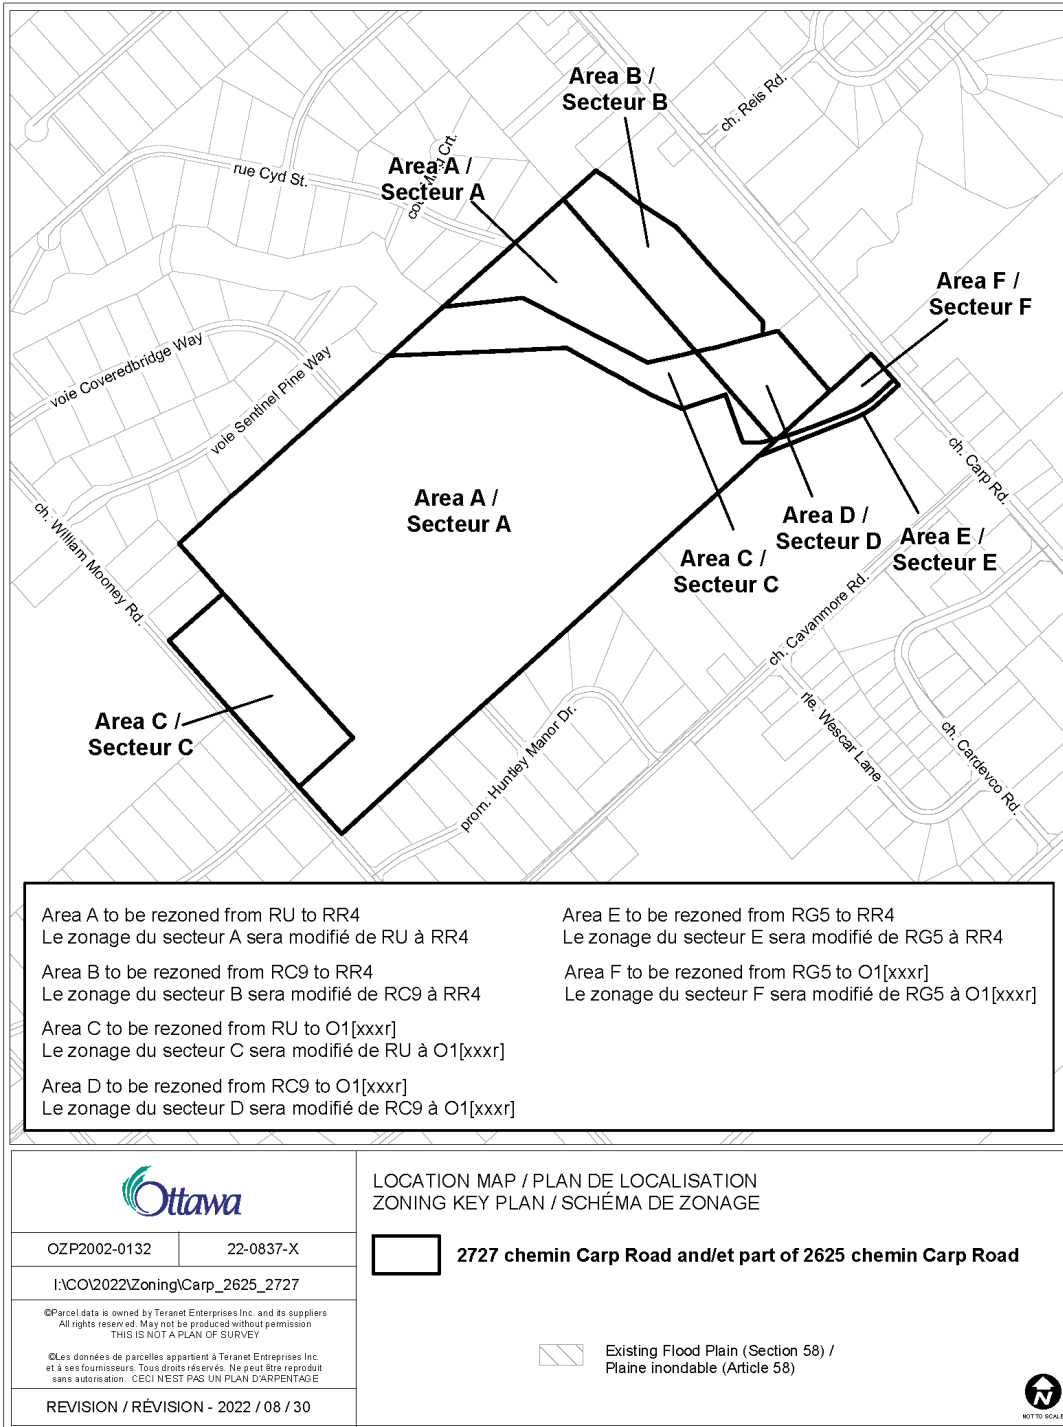 Area B /
Secteur B
ch. Reis Rd.
Area A /
Secteur A
rue Cyd St.
Crt.
Area F /
Secteur F
voie Coveredbridge Way
voie Sentinel Pine Way
ch. Carp Rd.
Area A /
Secteur A
ch. William Mooney Rd.
Area D /
Secteur D
Area E /
Secteur E
Area C /
Secteur C
ch. Cavanmore Rd.
Area C /
Secteur C
prom. Huntley Manor Dr.
rle. Wescar Lane
ch. Cardevco Rd.
Area A to be rezoned from RU to RR4
Le zonage du secteur A sera modifié de RU à RR4
Area B to be rezoned from RC9 to RR4
Le zonage du secteur B sera modifié de RC9 à RR4
Area C to be rezoned from RU to O1[xxxr]
Le zonage du secteur C sera modifié de RU à O1[xxxr]
Area D to be rezoned from RC9 to O1[xxxr]
Le zonage du secteur D sera modifié de RC9 à O1[xxxr]
Area E to be rezoned from RG5 to RR4
Le zonage du secteur E sera modifié de RG5 à RR4
Area F to be rezoned from RG5 to O1[xxxr]
Le zonage du secteur F sera modifié de RG5 à O1[xxxr]
Ottawa
OZP2002-0132
22-0837-X
I:\CO\2022\Zoning\Carp_2625_2727
©Parcel data is owned by Teranet Enterprises Inc. and its suppliers
All rights reserved. May not be produced without permission
THIS IS NOT A PLAN OF SURVEY
©Les données de parcelles appartient à Teranet Entreprises Inc.
et à ses fournisseurs. Tous droits réservés. Ne peut être reproduit
sans autorisation. CECI N'EST PAS UN PLAN D'ARPENTAGE
REVISION / RÉVISION - 2022 / 08 / 30
LOCATION MAP / PLAN DE LOCALISATION
ZONING KEY PLAN / SCHÉMA DE ZONAGE
2727 chemin Carp Road and/et part of 2625 chemin Carp Road
Existing Flood Plain (Section 58) /
Plaine inondable (Article 58)
N
NOT TO SCALE